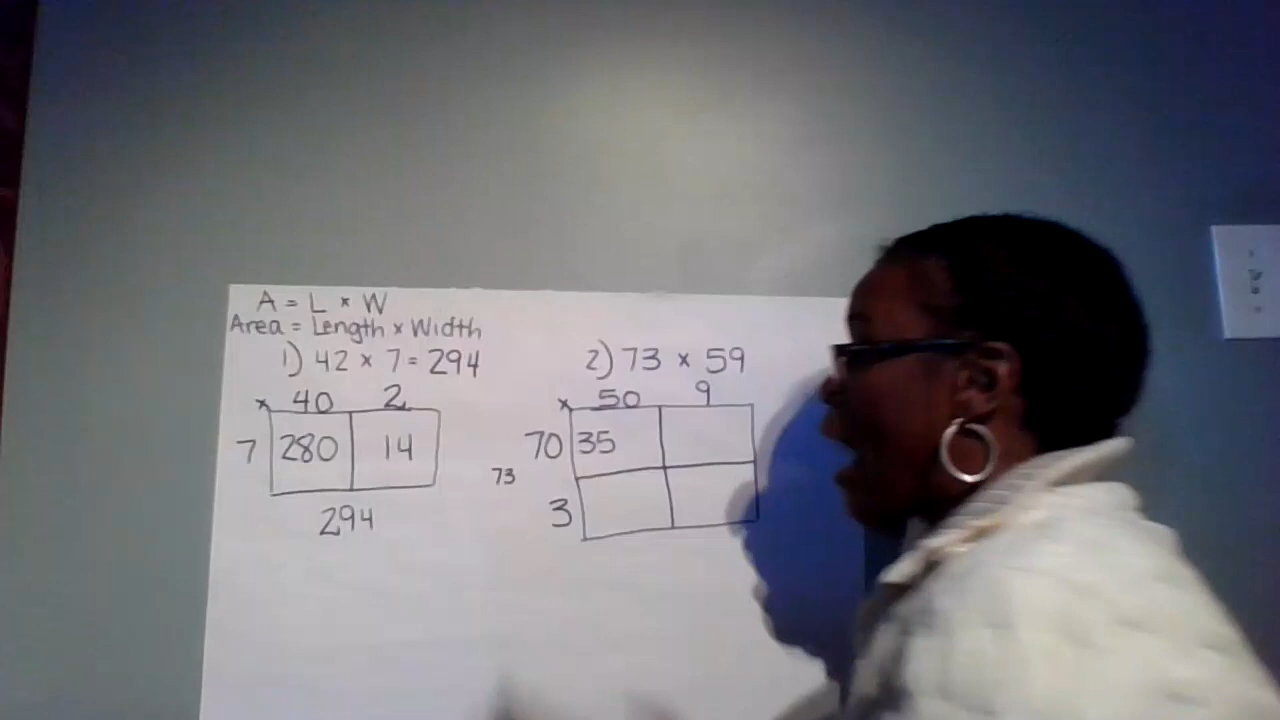 A = L × W
Area = Length × Width
1) 42 × 7 = 294
× 40 2
7 280 14
294
2) 73 × 59
× 50 9
70 35
73
3